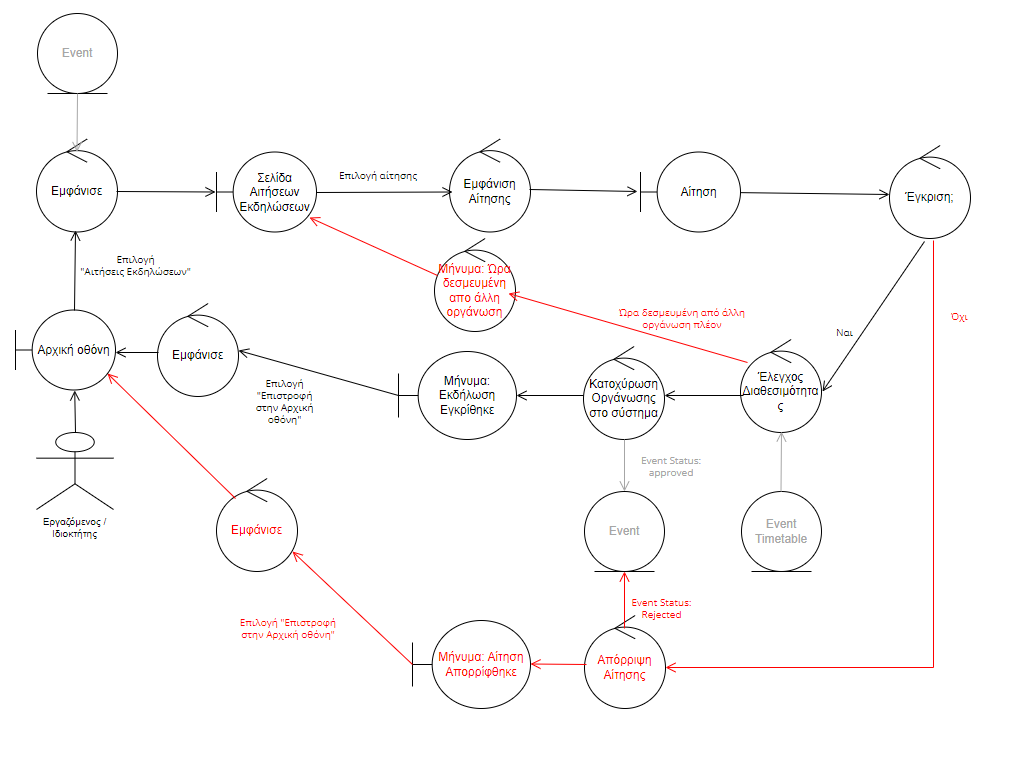 Event
Εμφάνισε
Σελίδα
Αιτήσεων
Εκδηλώσεων
Επιλογή αίτησης
Εμφάνιση
Αίτησης
Αίτηση
Έγκριση;
Επιλογή
"Αιτήσεις Εκδηλώσεων"
Μήνυμα: Ώρα
δεσμευμένη
απο άλλη
οργάνωση
Ώρα δεσμευμένη από άλλη
οργάνωση πλέον
Όχι
Ναι
Αρχική οθόνη
Εμφάνισε
Επιλογή
"Επιστροφή
στην Αρχική
οθόνη"
Μήνυμα:
Εκδήλωση
Εγκρίθηκε
Κατοχύρωση
Οργάνωσης
στο σύστημα
Έλεγχος
Διαθεσιμότητα
ς
Event Status:
approved
Εργαζόμενος /
Ιδιοκτήτης
Εμφάνισε
Event
Event
Timetable
Event Status:
Rejected
Επιλογή "Επιστροφή
στην Αρχική οθόνη"
Μήνυμα: Αίτηση
Απορρίφθηκε
Απόρριψη
Αίτησης